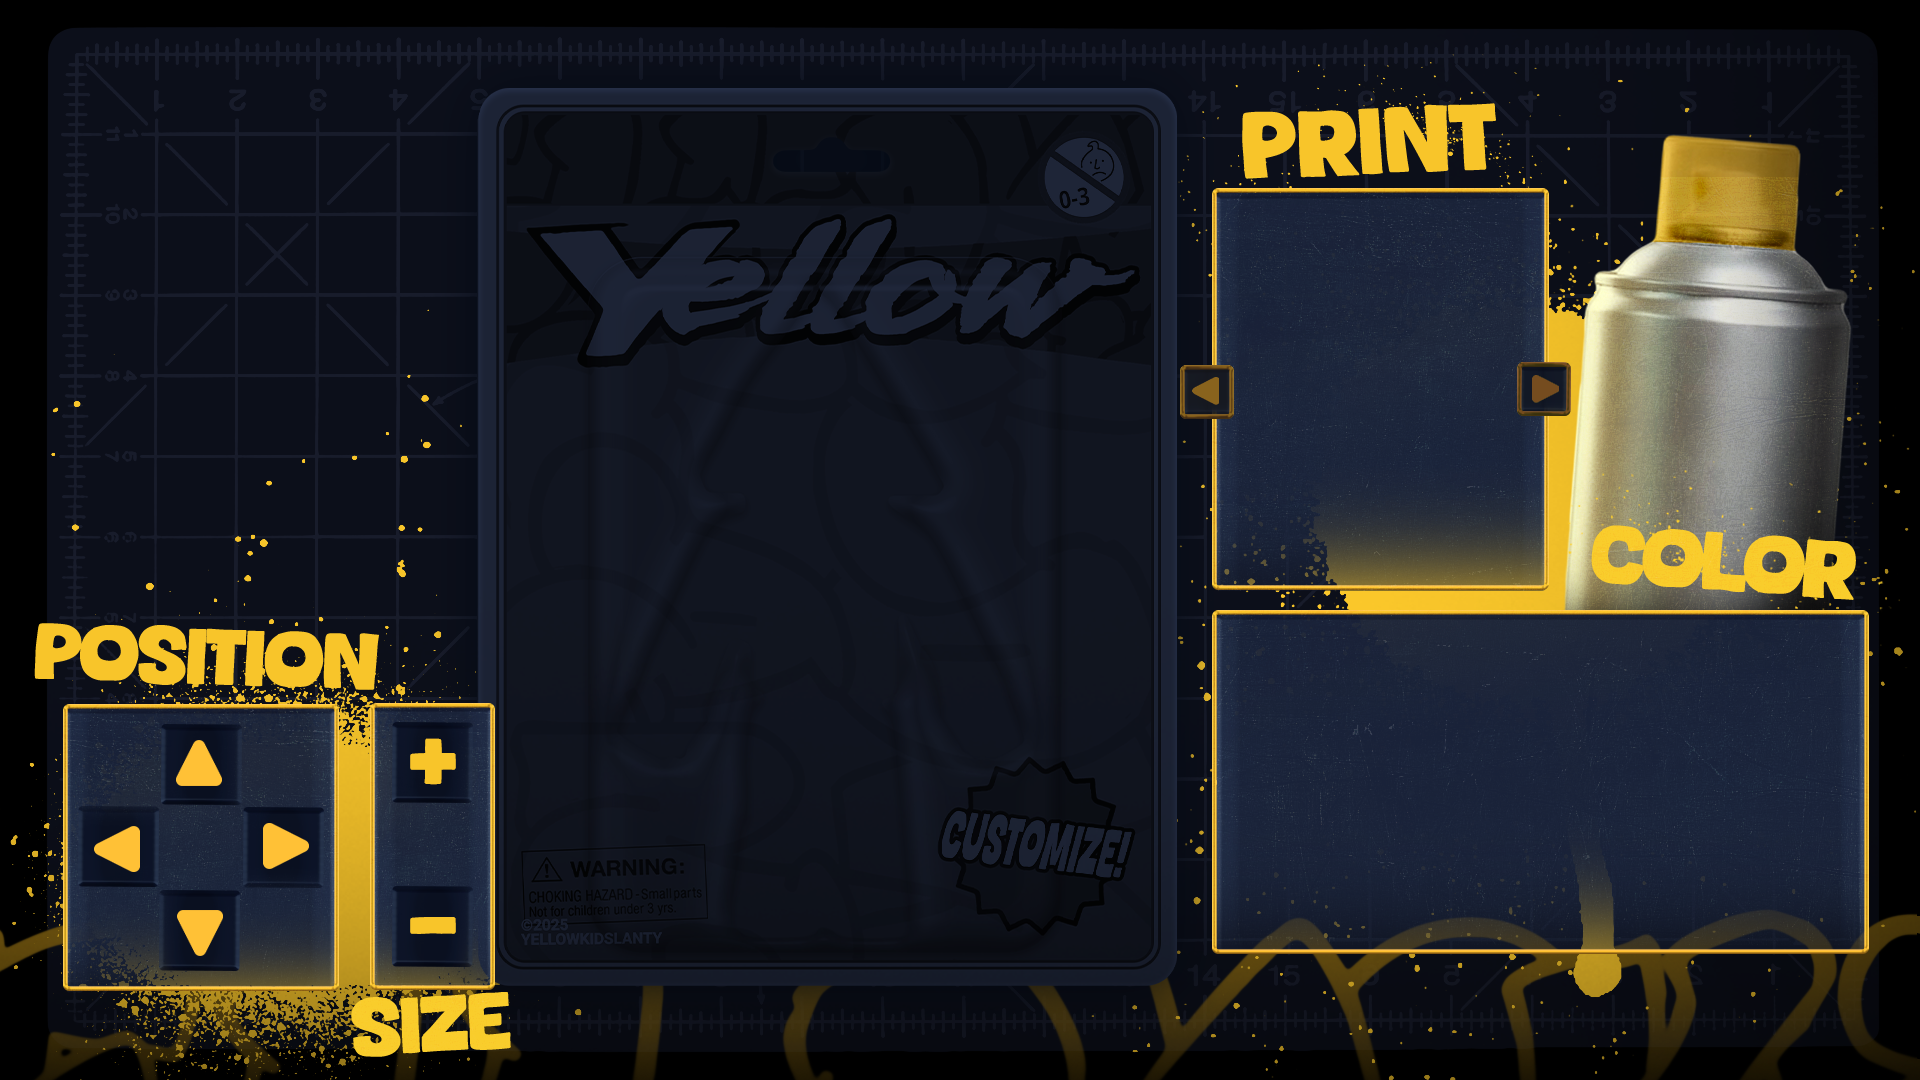 PRINT
0-3
Yellow
COLOR
POSITION
CUSTOMIZE!
WARNING:
CHOKING HAZARD - Small parts
Not for children under 3 yrs.
©2025
YELLOWKIDSLANTY
SIZE